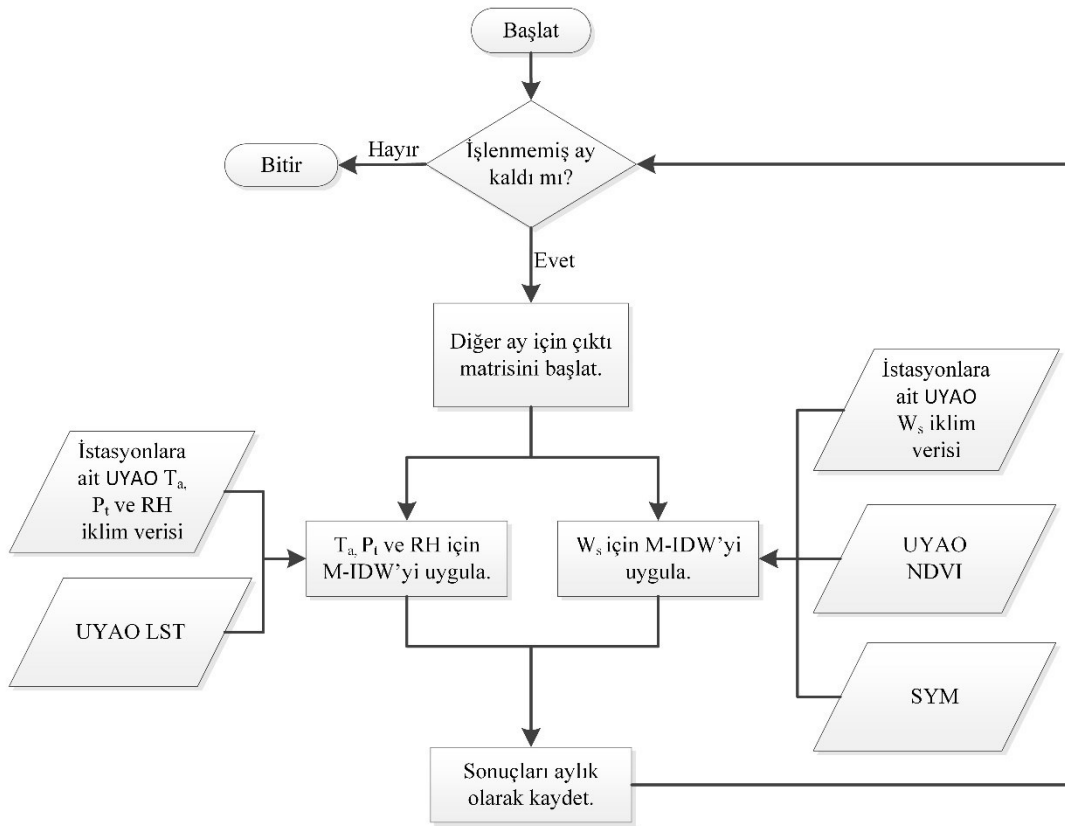 Başlat
Hayır
Bitir
İşlenmemiş ay
kaldı mı?
Evet
Diğer ay için çıktı
matrisini başlat.
İstasyonlara
ait UYAO
Wₛ iklim
verisi
İstasyonlara
ait UYAO Tₐ,
Pₜ ve RH
iklim verisi
Tₐ, Pₜ ve RH için
M-IDW’yi uygula.
Wₛ için M-IDW’yi
uygula.
UYAO
NDVI
UYAO LST
SYM
Sonuçları aylık
olarak kaydet.